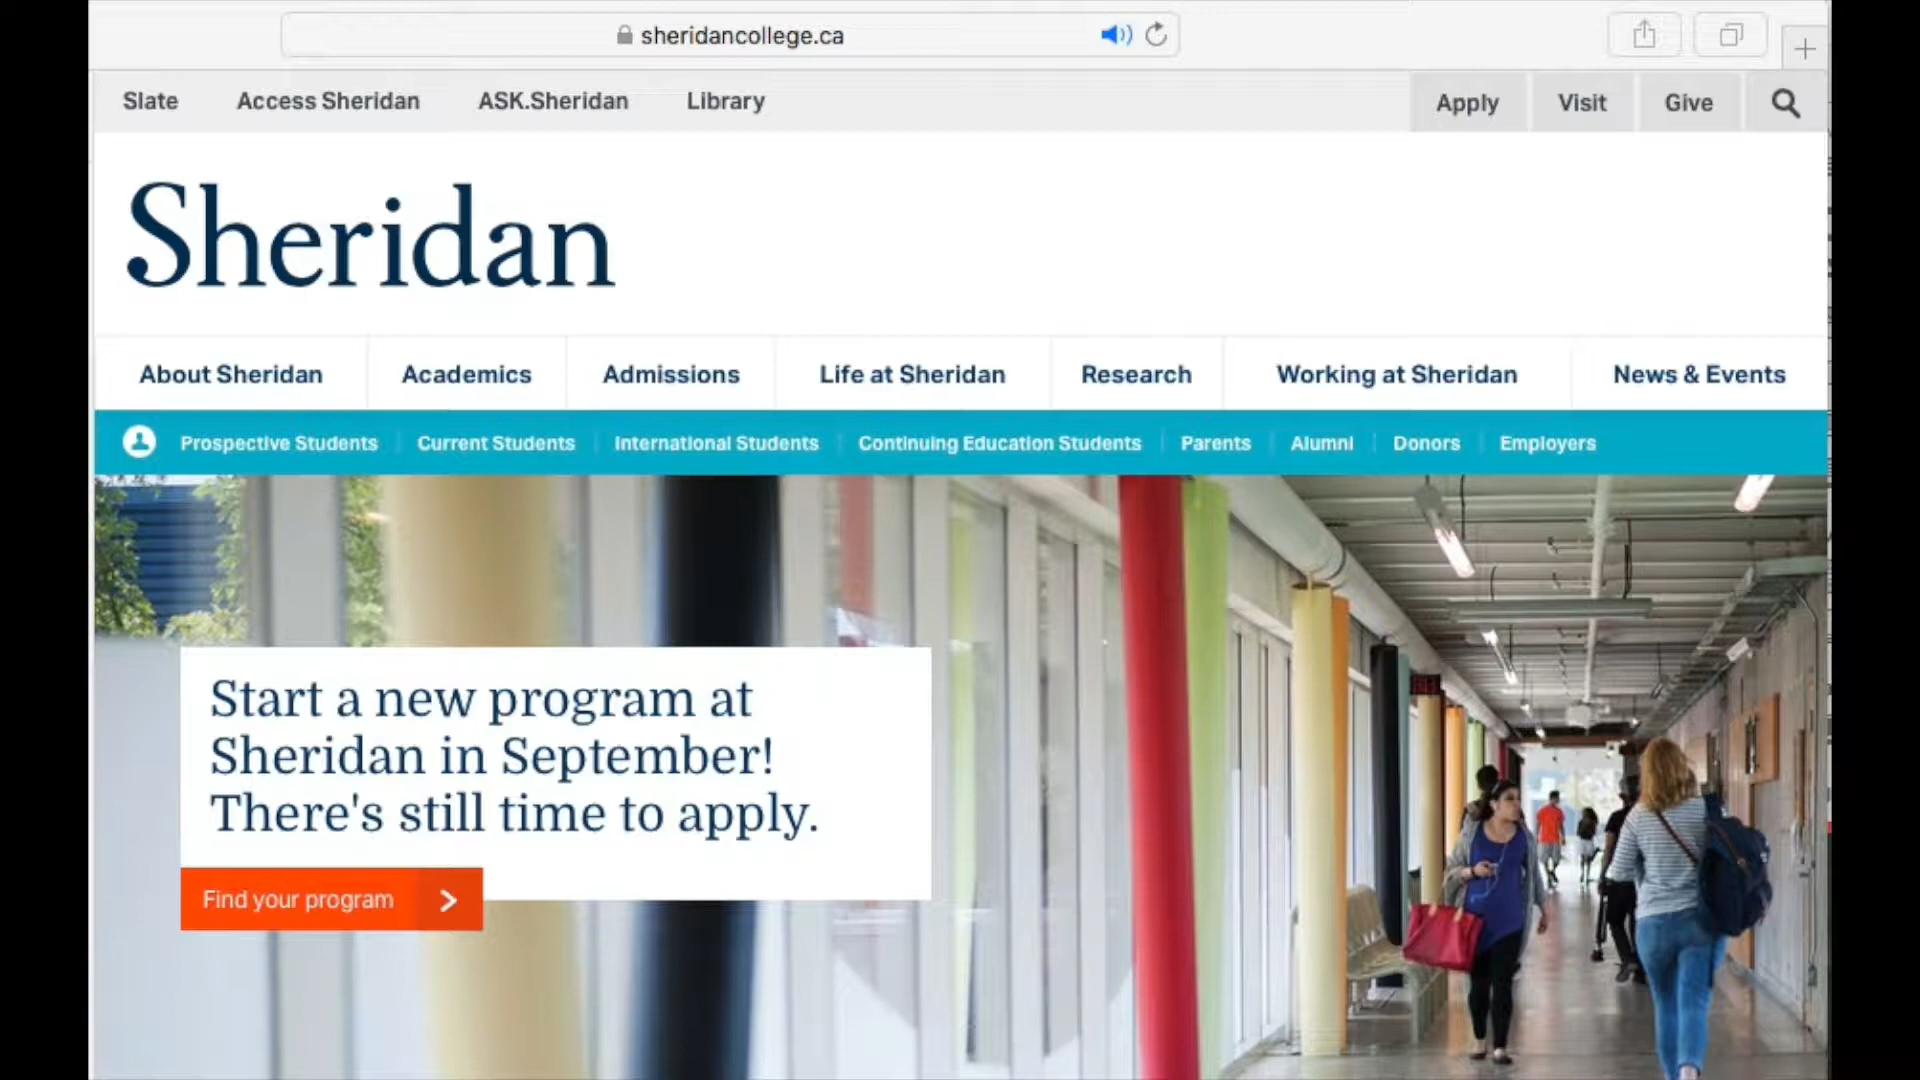 sheridancollege.ca
Slate Access Sheridan ASK.Sheridan Library Apply Visit Give
Sheridan
About Sheridan Academics Admissions Life at Sheridan Research Working at Sheridan News & Events
Prospective Students Current Students International Students Continuing Education Students Parents Alumni Donors Employers
Start a new program at
Sheridan in September!
There's still time to apply.
Find your program